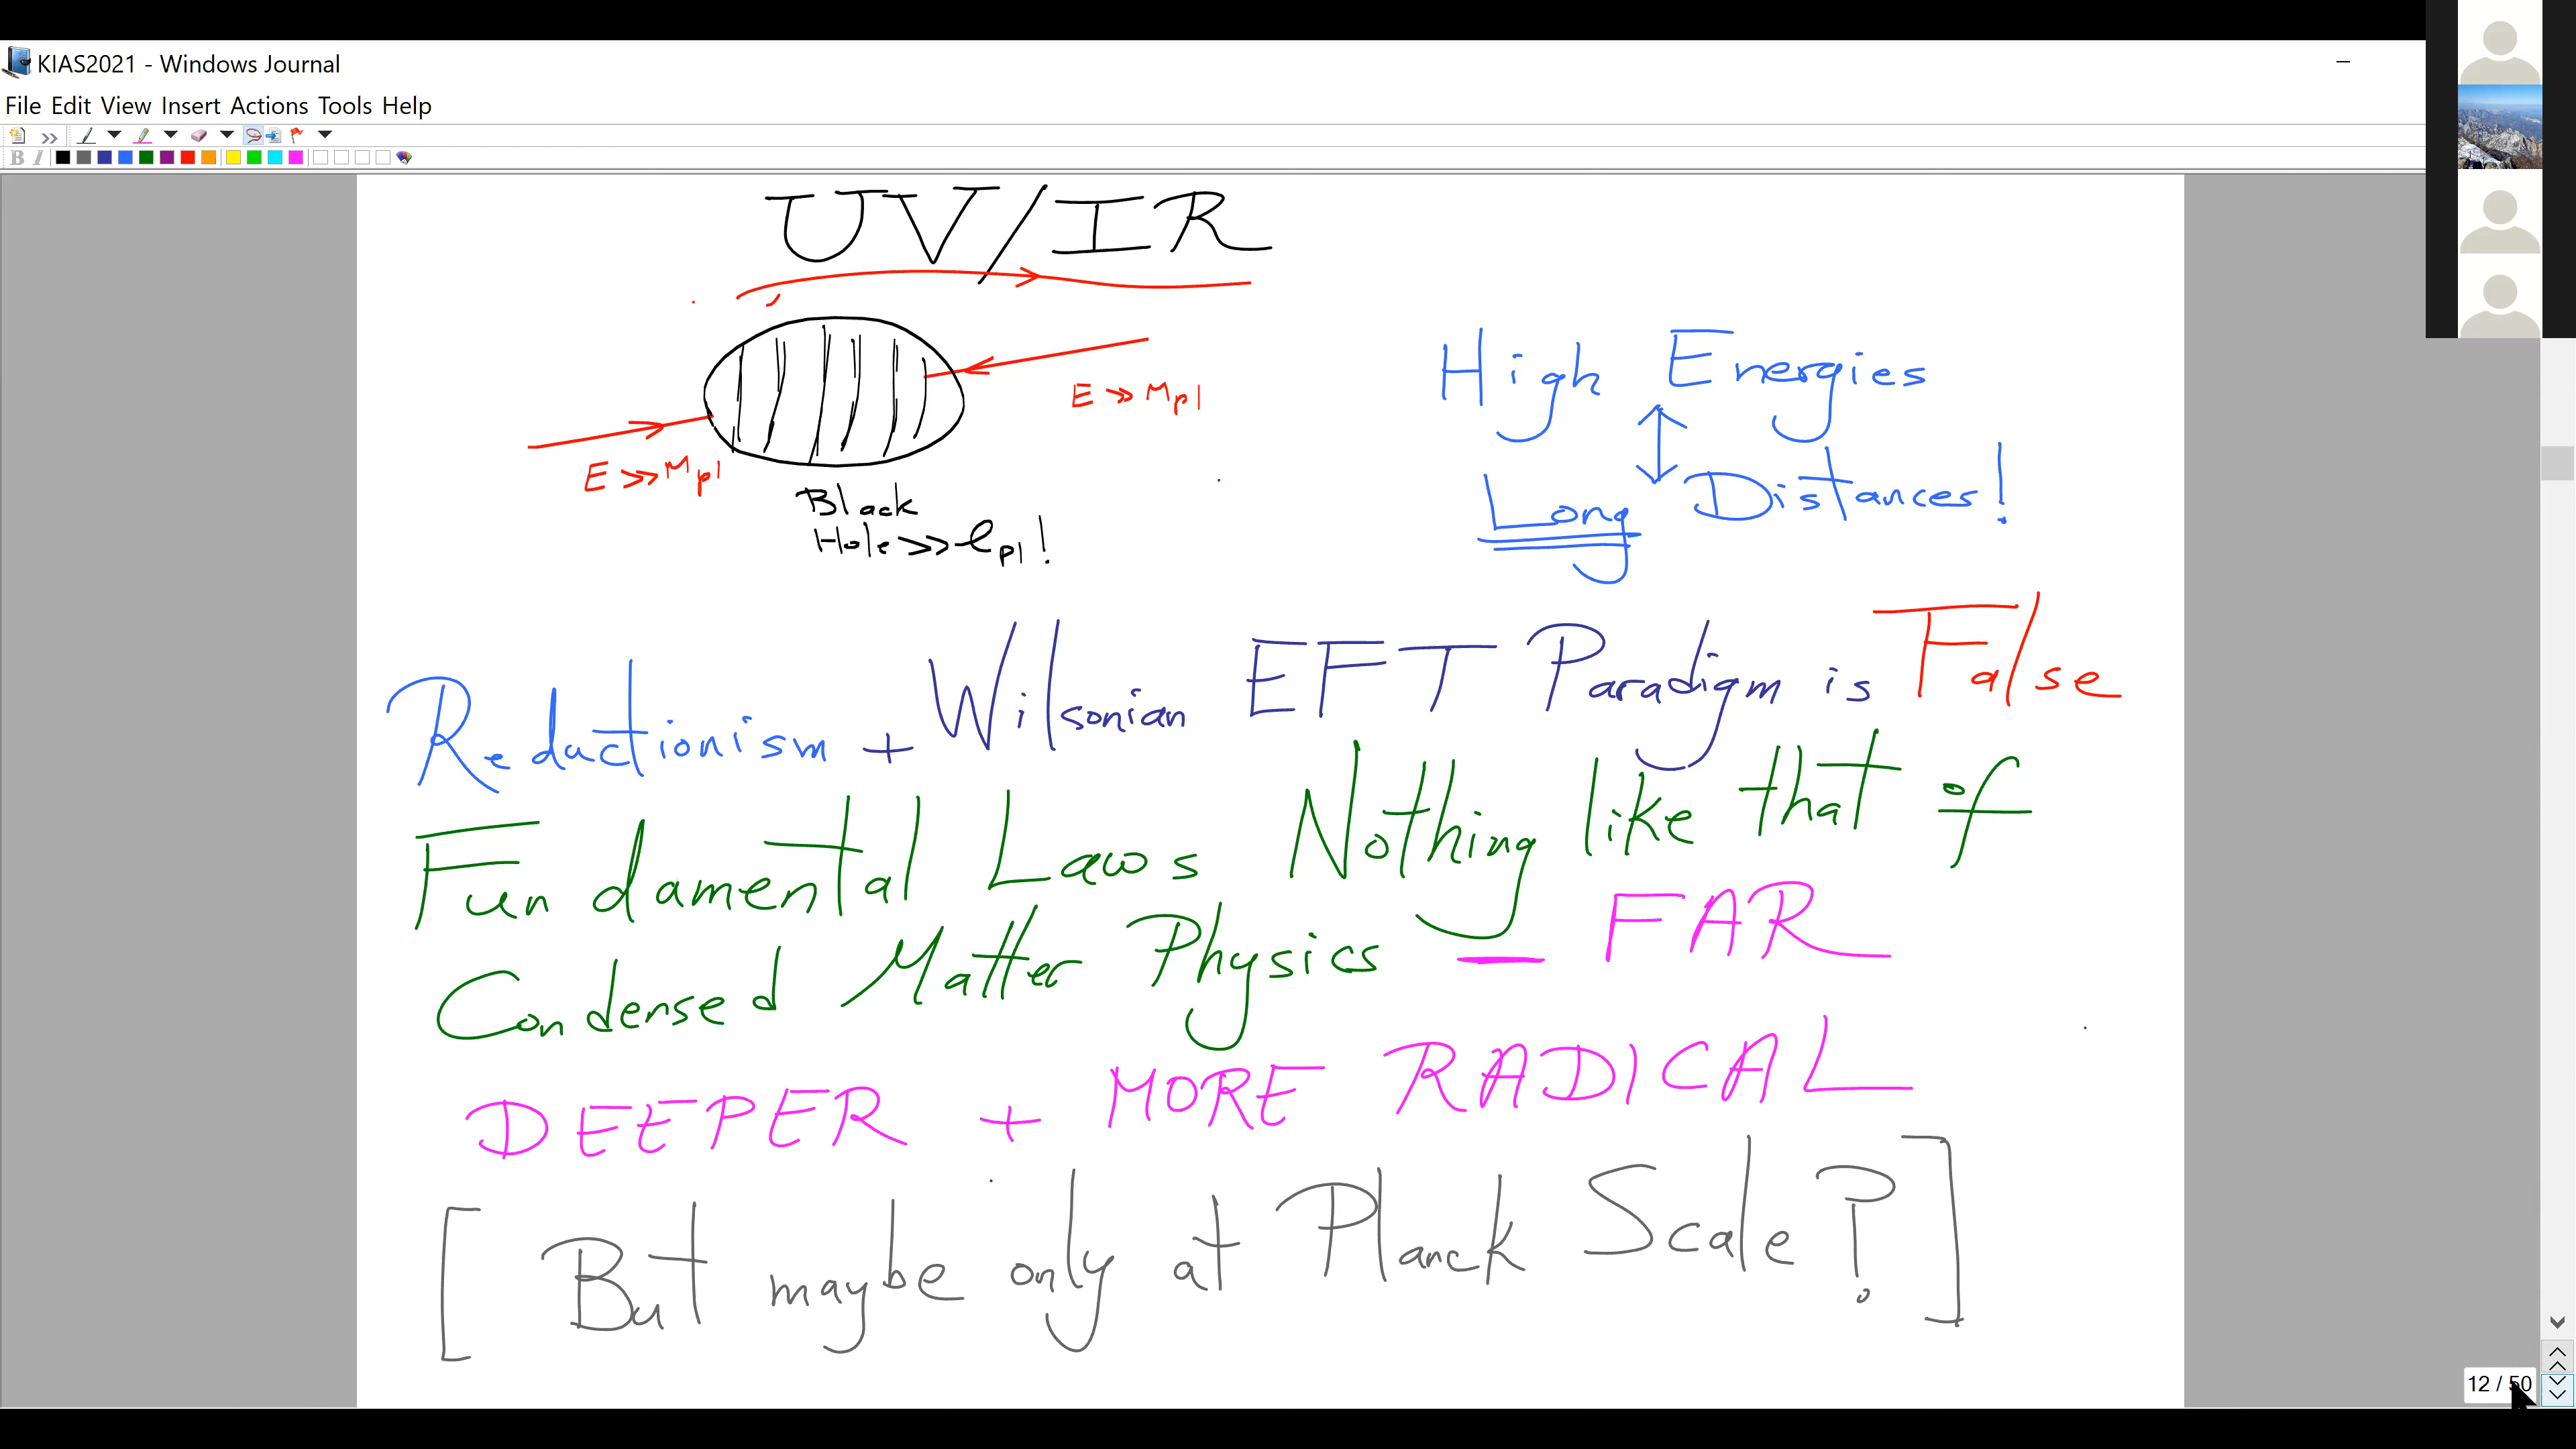 KIAS2021 - Windows Journal
File Edit View Insert Actions Tools Help
B I
UV/IR
E >> Mpl
E >> Mpl
Black
Hole >> lpl!
High Energies
Long Distances!
Reductionism + Wilsonian EFT Paradigm is False
Fundamental Laws Nothing like that of
Condensed Matter Physics — FAR
DEEPER + MORE RADICAL
[ But maybe only at Planck Scale? ]
12 / 50